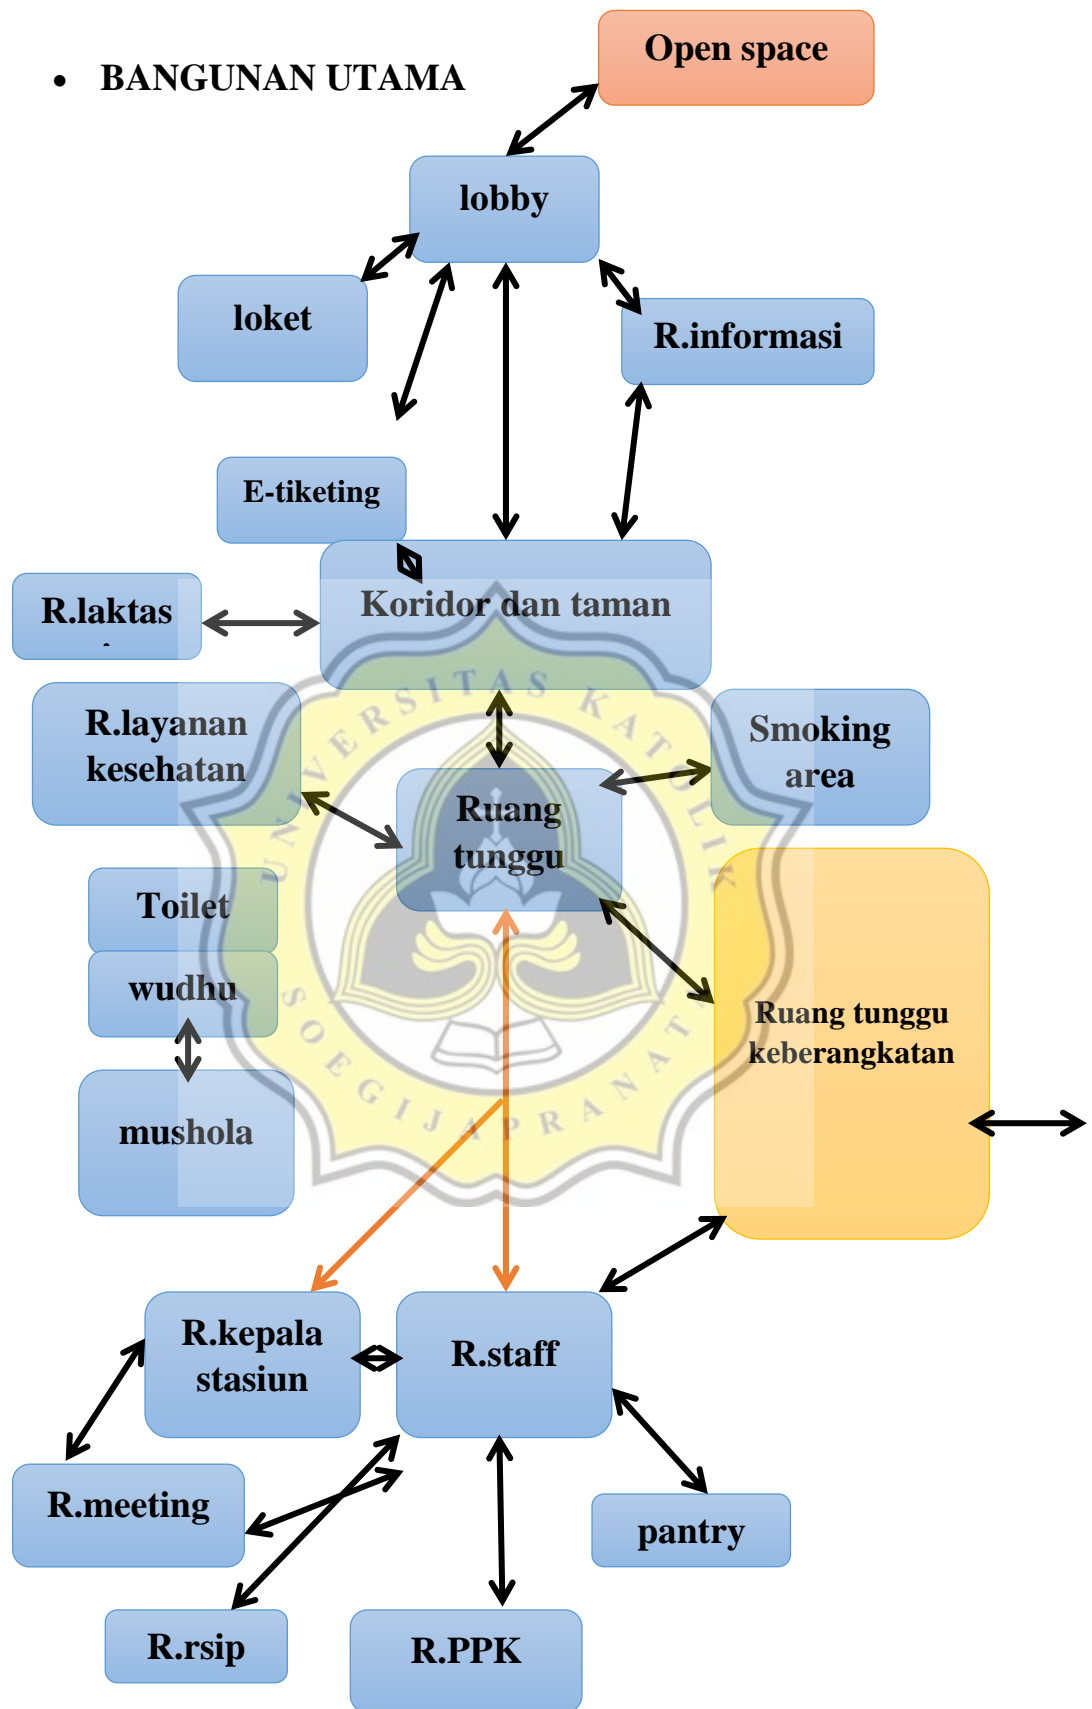 • BANGUNAN UTAMA
Open space
lobby
loket
R.informasi
E-tiketing
Koridor dan taman
R.laktas
R.layanan
kesehatan
Smoking
area
Ruang
tunggu
Toilet
wudhu
mushola
Ruang tunggu
keberangkatan
R.kepala
stasiun
R.staff
R.meeting
pantry
R.rsip
R.PPK
UNIVERSITAS KATOLIK
SOEGIJAPRANATA